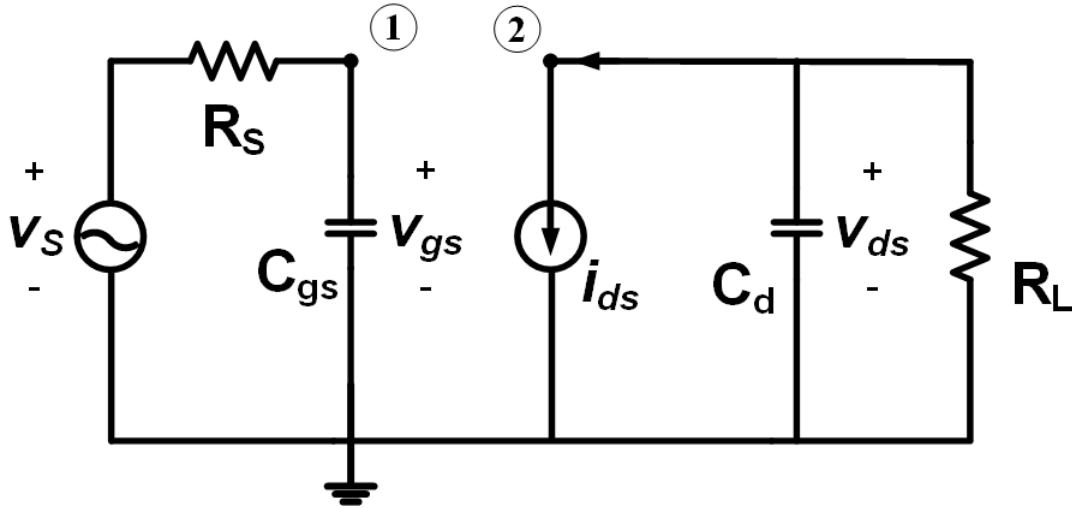 1
2
R_S
+
v_S
-
C_gs
+
v_gs
-
i_ds
C_d
+
v_ds
-
R_L